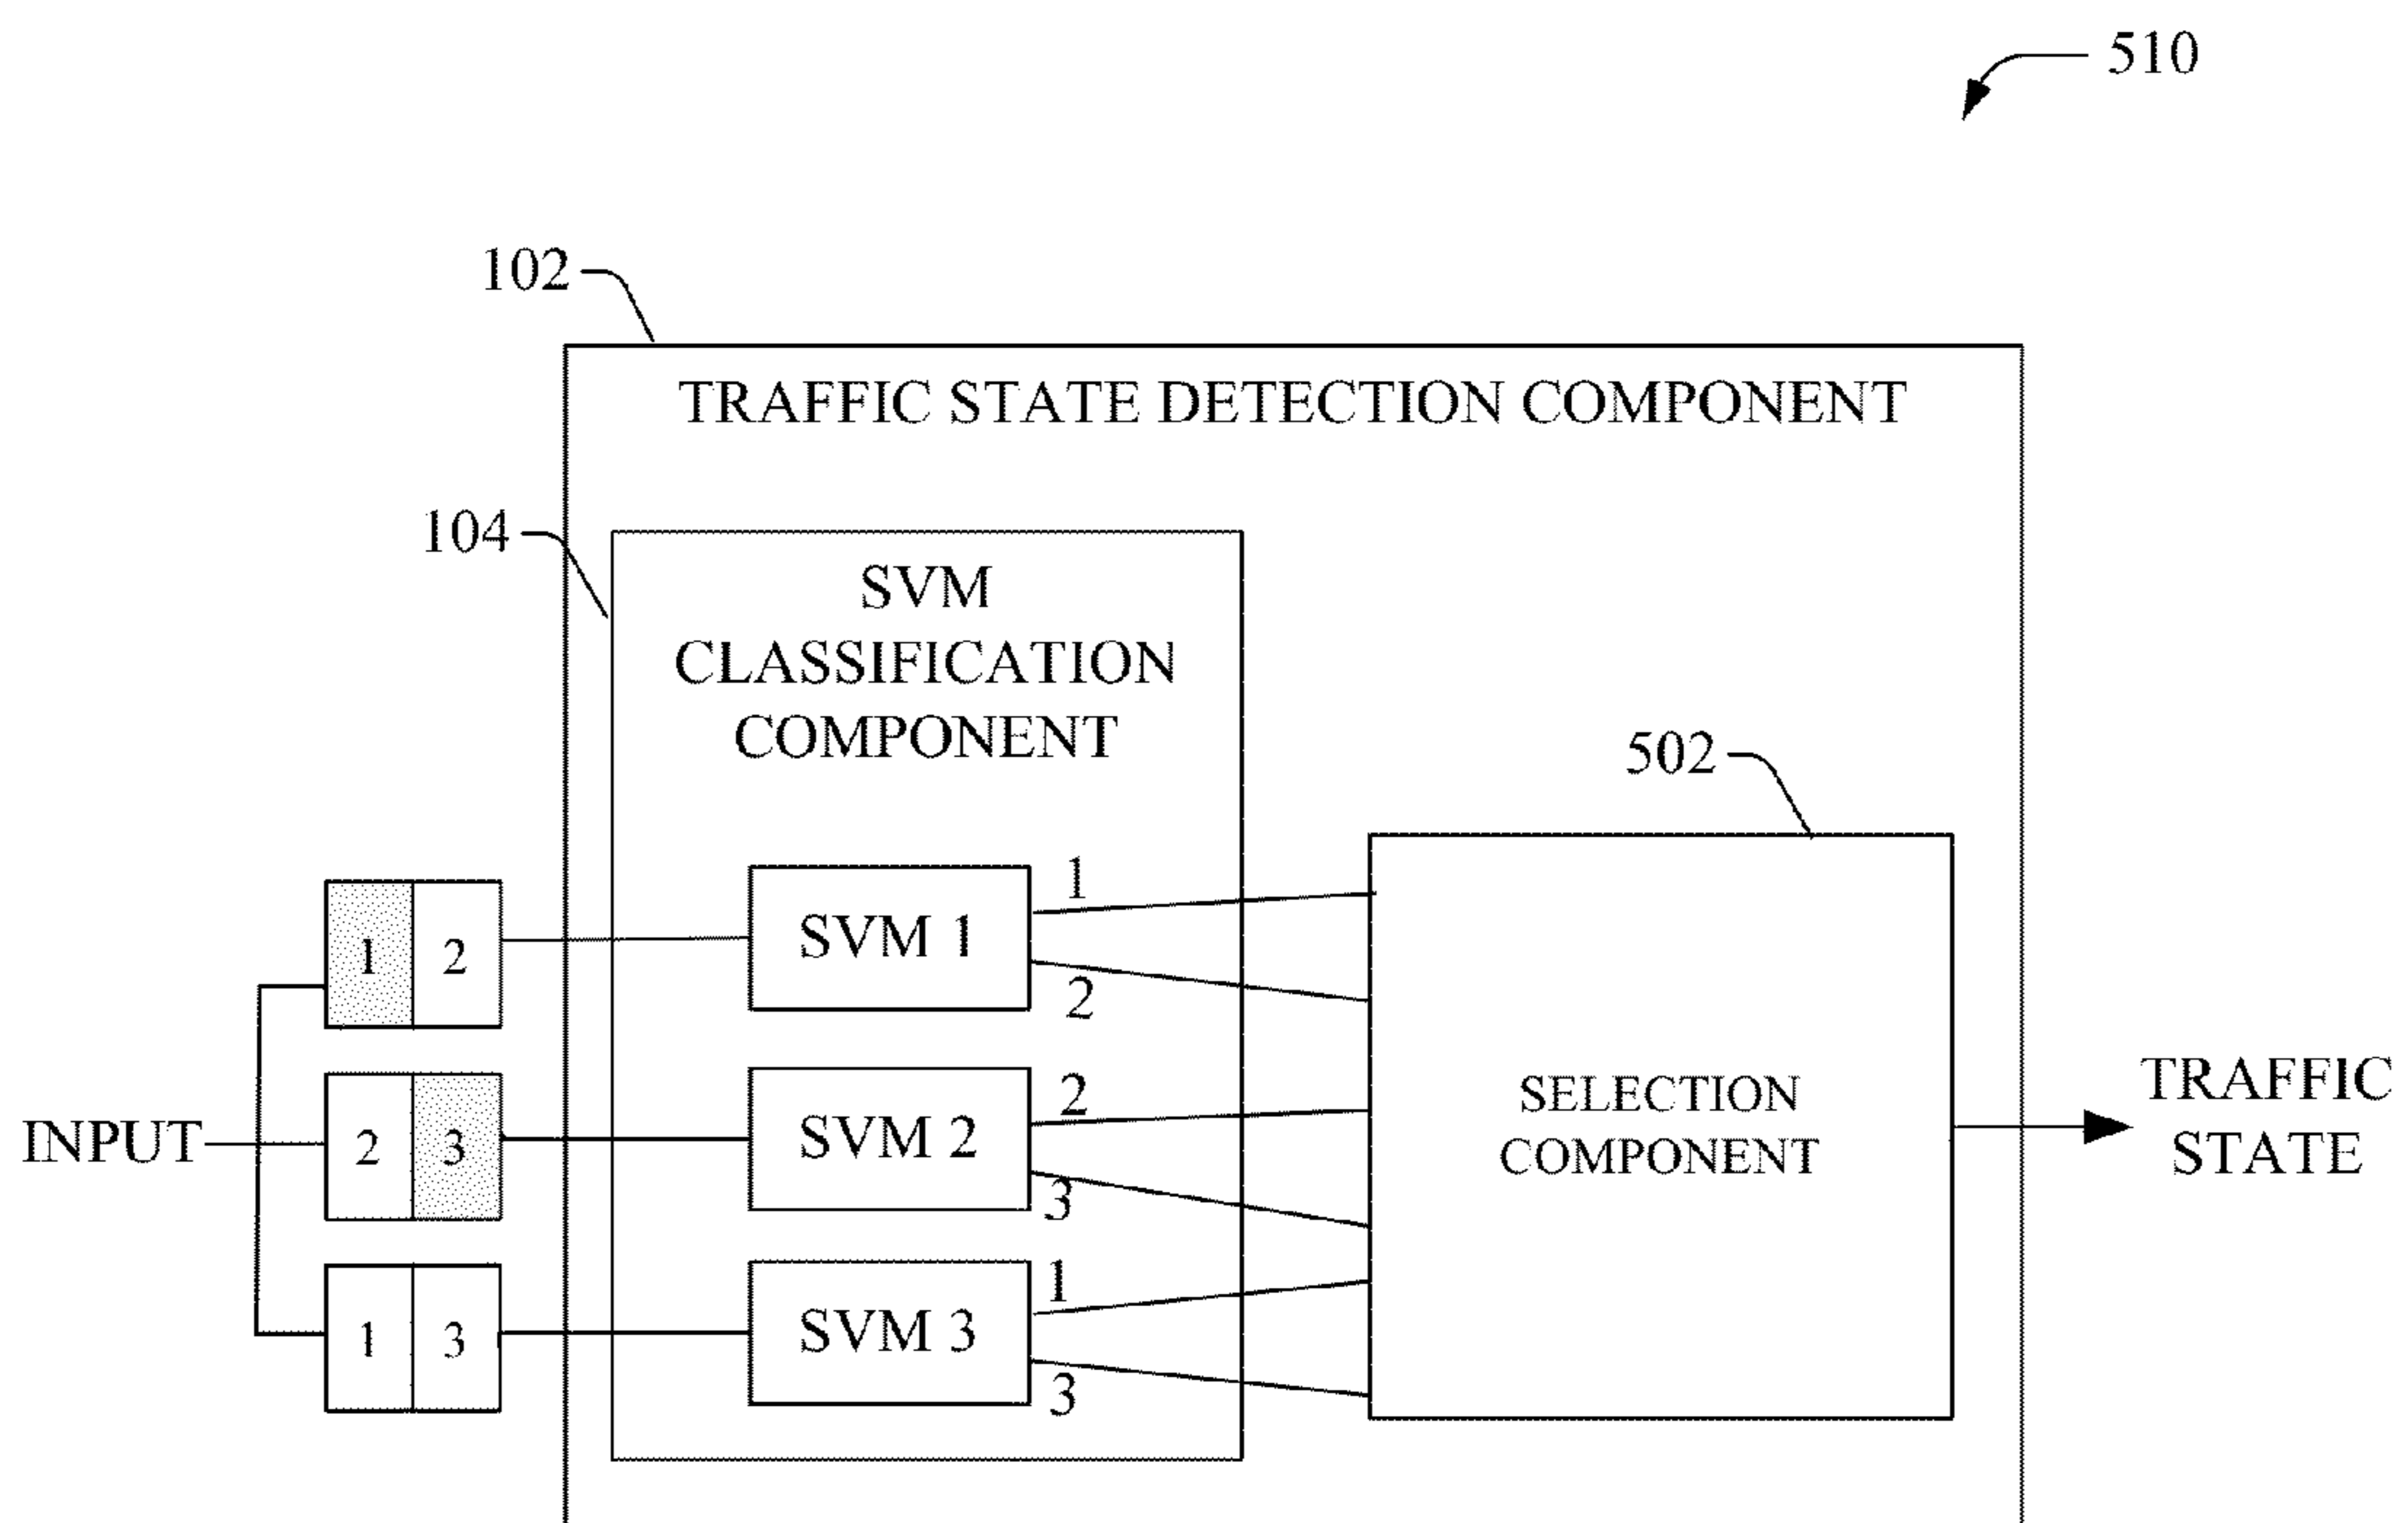 510
102
TRAFFIC STATE DETECTION COMPONENT
104
SVM
CLASSIFICATION
COMPONENT
502
1 2
SVM 1
1
2
INPUT
2 3
SVM 2
2
3
1 3
SVM 3
1
3
SELECTION
COMPONENT
TRAFFIC
STATE